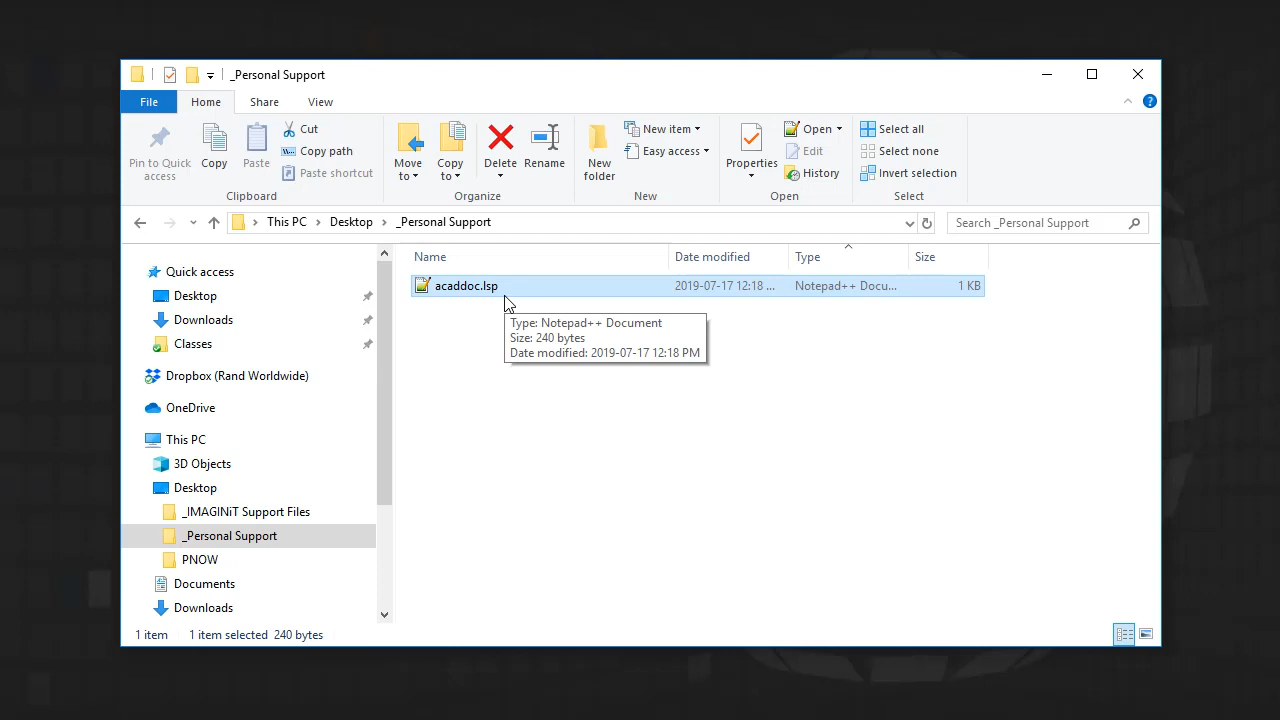 _Personal Support
File Home Share View
Pin to Quick access
Copy
Paste
Cut
Copy path
Paste shortcut
Clipboard
Move to
Copy to
Delete
Rename
Organize
New folder
New item
Easy access
New
Properties
Open
Edit
History
Open
Select all
Select none
Invert selection
Select
This PC > Desktop > _Personal Support
Search _Personal Support
Quick access
Desktop
Downloads
Classes
Dropbox (Rand Worldwide)
OneDrive
This PC
3D Objects
Desktop
_IMAGINiT Support Files
_Personal Support
PNOW
Documents
Downloads
Name Date modified Type Size
acaddoc.lsp 2019-07-17 12:18 ... Notepad++ Docu... 1 KB
Type: Notepad++ Document
Size: 240 bytes
Date modified: 2019-07-17 12:18 PM
1 item 1 item selected 240 bytes